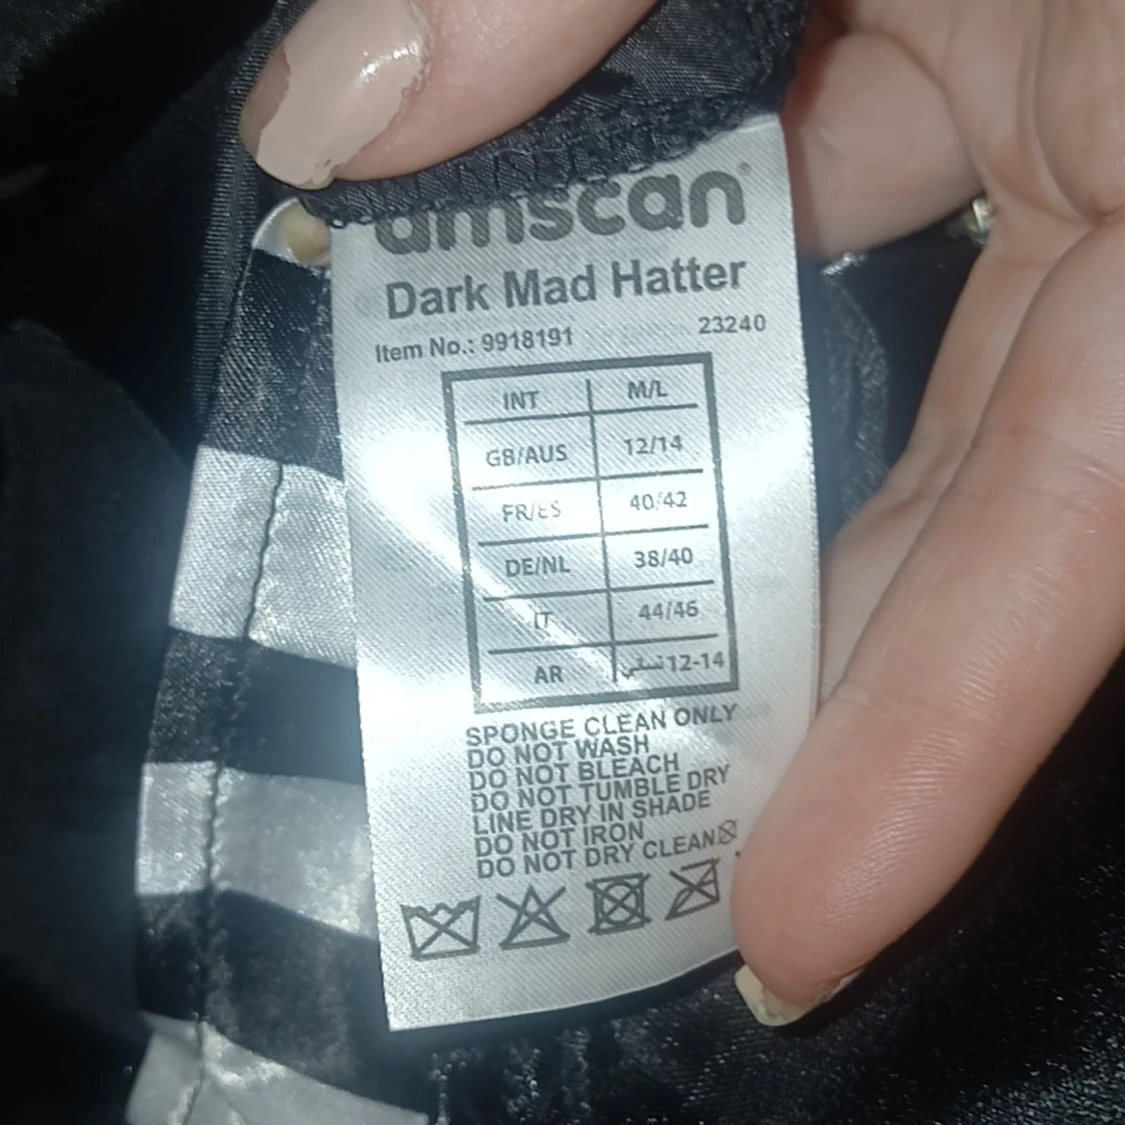 amscan
Dark Mad Hatter
Item No.: 9918191 23240
INT M/L
GB/AUS 12/14
FR/ES 40/42
DE/NL 38/40
IT 44/46
AR نسائي 12-14
SPONGE CLEAN ONLY
DO NOT WASH
DO NOT BLEACH
DO NOT TUMBLE DRY
LINE DRY IN SHADE
DO NOT IRON
DO NOT DRY CLEAN